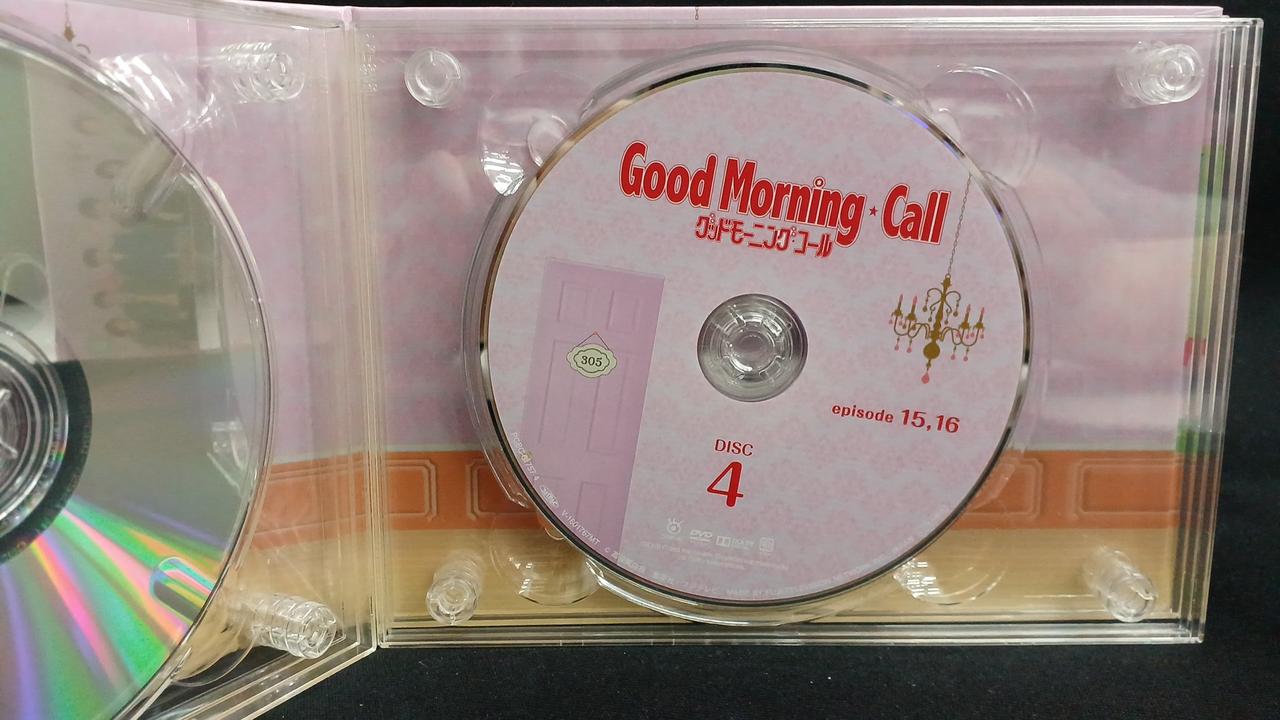 Good Morning★Call
グッドモーニング・コール
305
episode 15,16
DISC
4
DVD